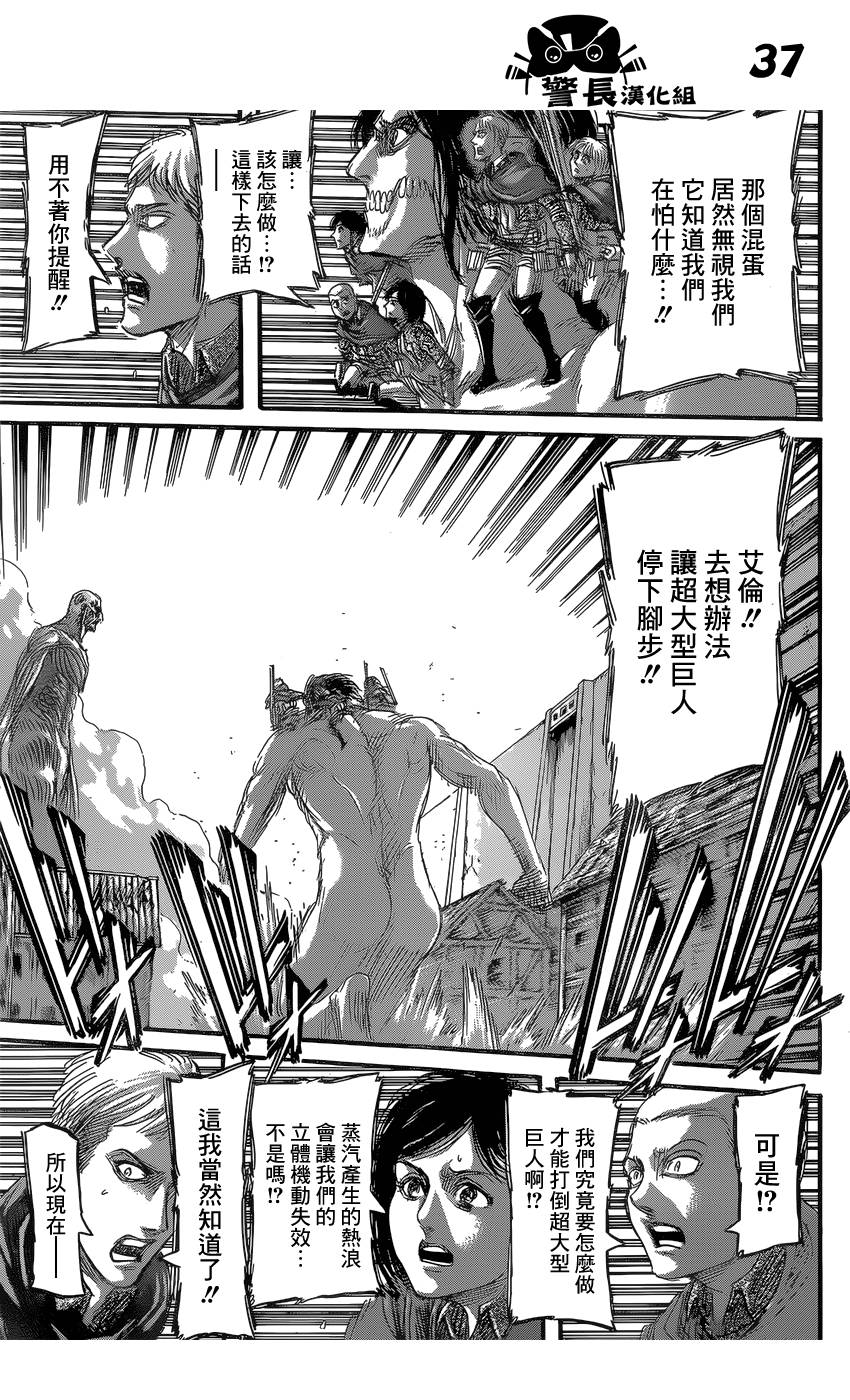 37
警長漢化組
那個混蛋
居然無視我們
它知道我們
在怕什麼…!!
讓…
該怎麼做…!?
這樣下去的話
——
用不著你提醒!!
艾倫!!
去想辦法
讓超大型巨人
停下腳步!!
ドドドドド
可是!?
我們究竟要怎麼做
才能打倒超大型
巨人啊!?
蒸汽產生的熱浪
會讓我們的
立體機動失效…
不是嗎!?
這我當然知道了!!
所以現在——